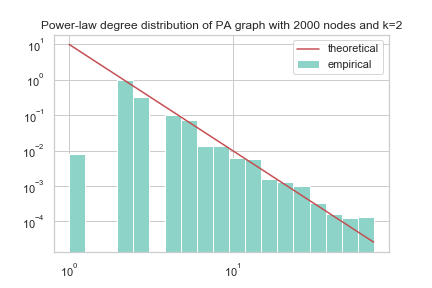 Power-law degree distribution of PA graph with 2000 nodes and k=2
theoretical
empirical
10¹
10⁰
10⁻¹
10⁻²
10⁻³
10⁻⁴
10⁰
10¹